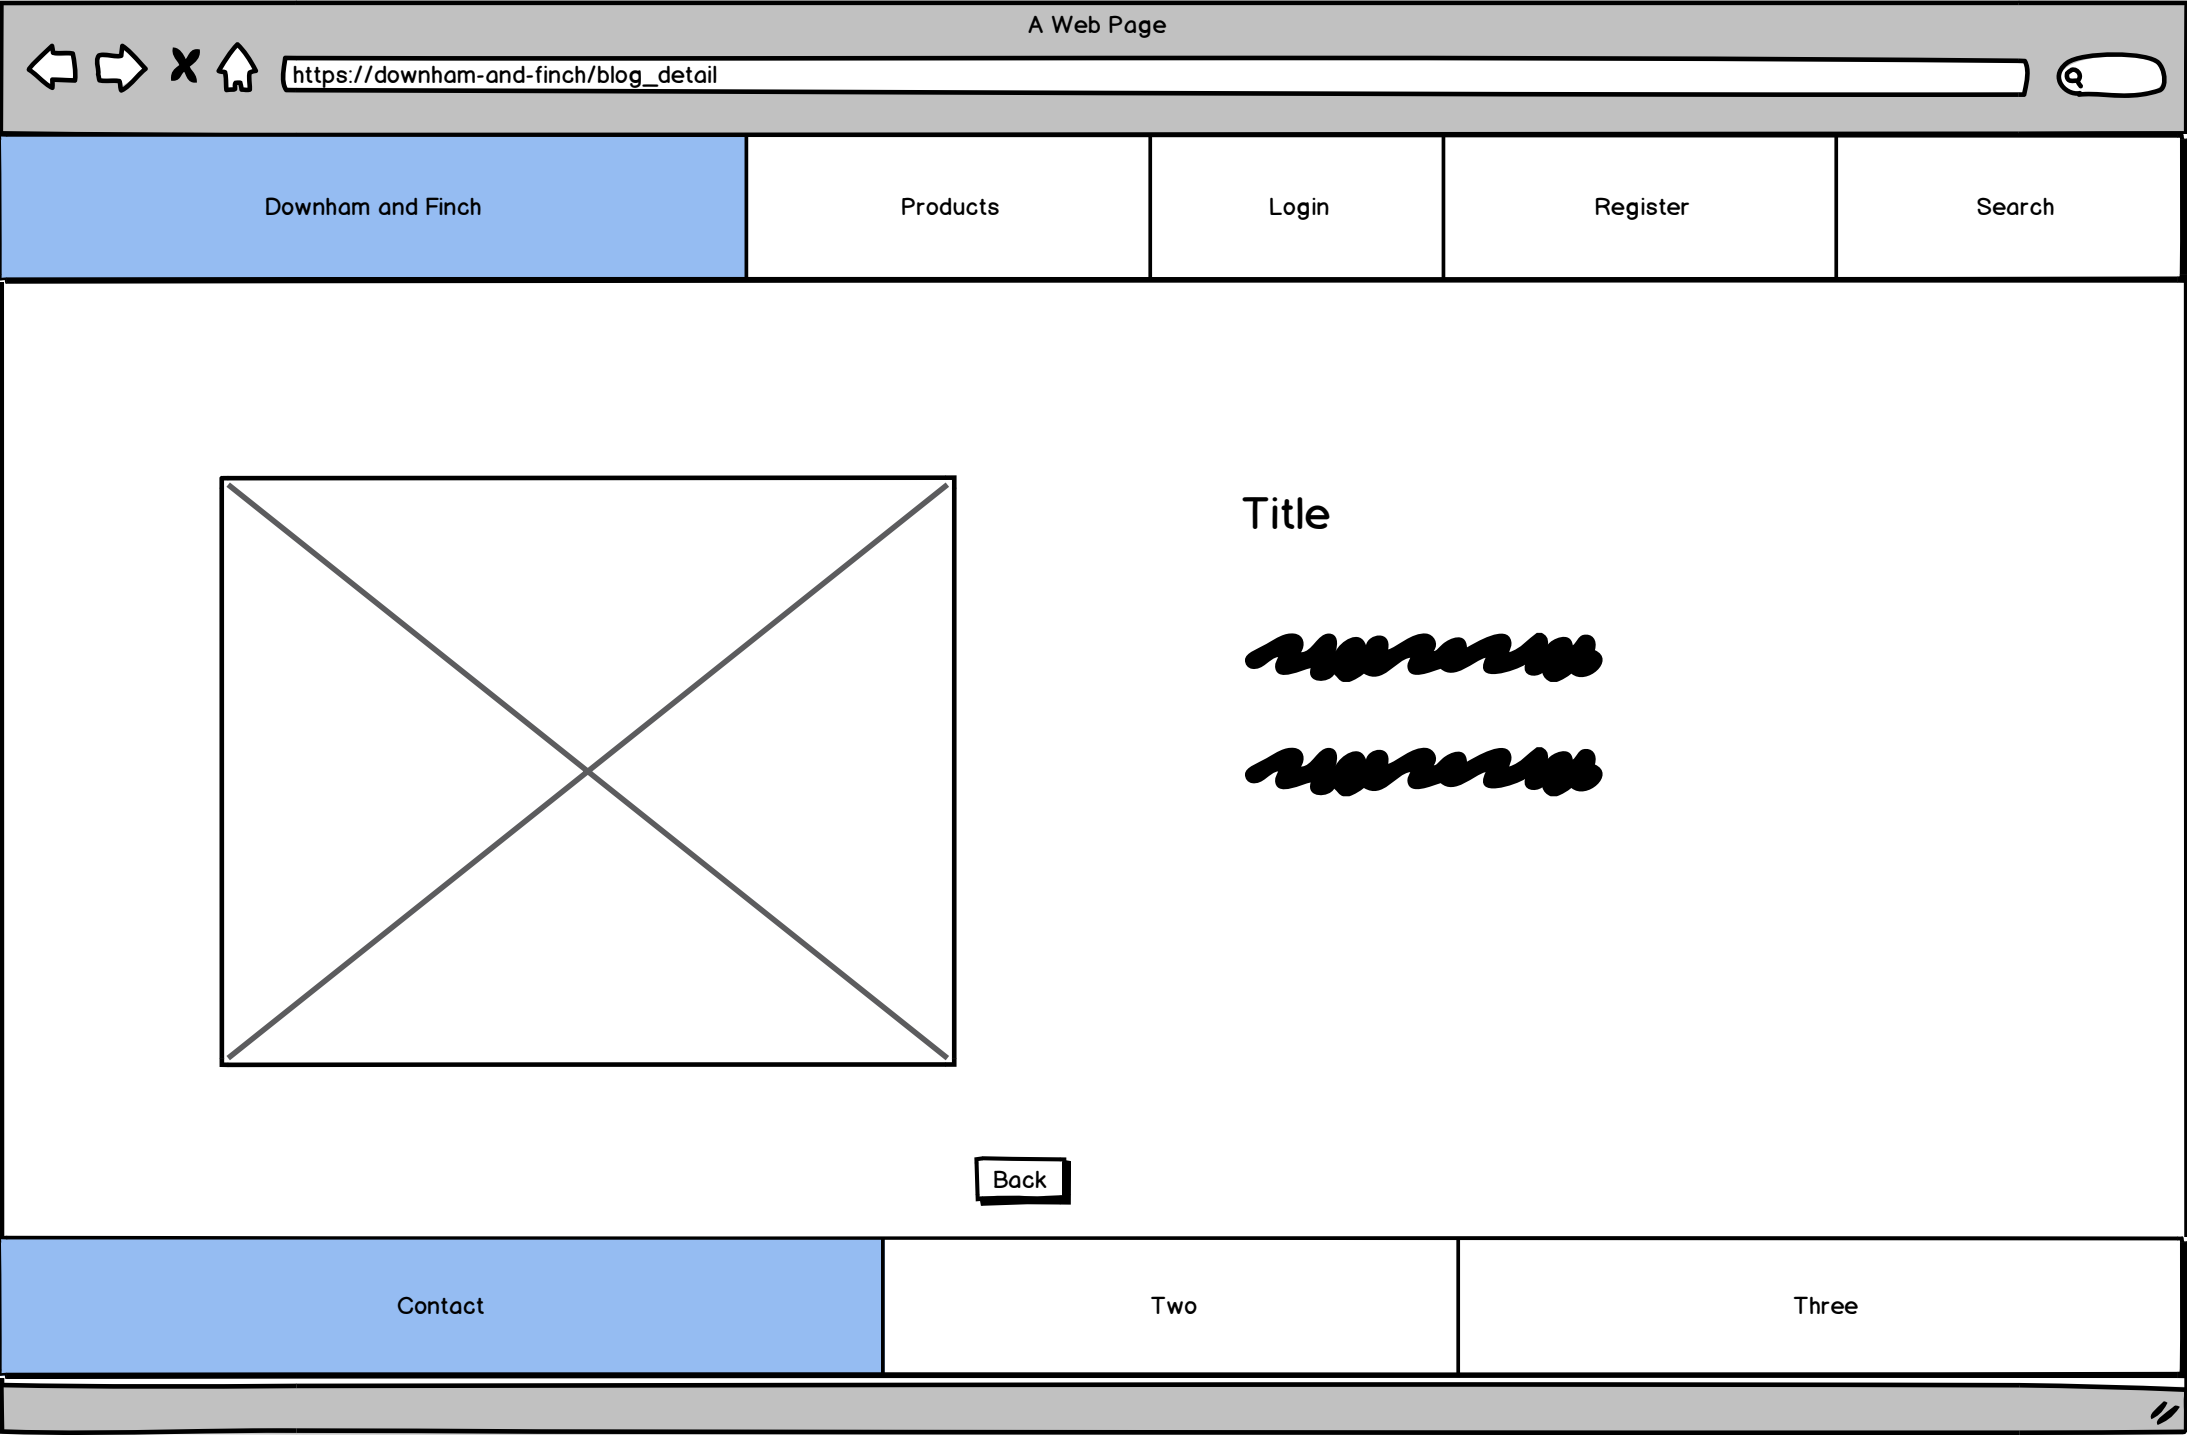 A Web Page
https://downham-and-finch/blog_detail
Downham and Finch
Products
Login
Register
Search
Title
Back
Contact
Two
Three